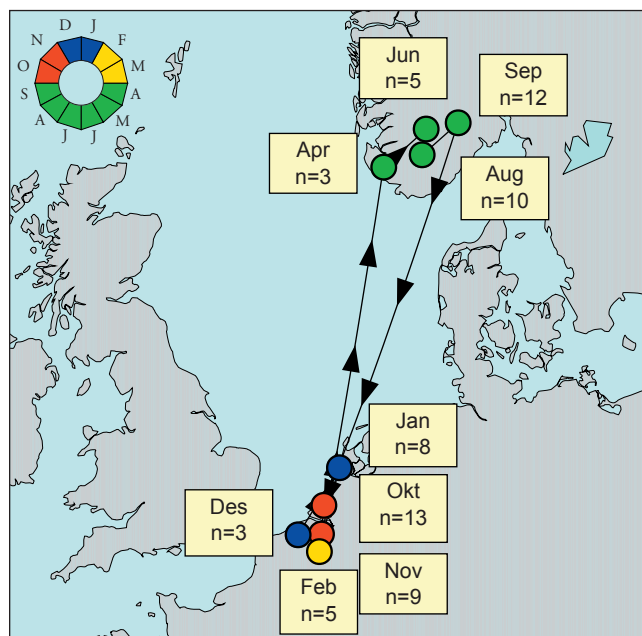 D J
N F
O M
S A
A M
J J
Jun
n=5
Sep
n=12
Apr
n=3
Aug
n=10
Jan
n=8
Des
n=3
Okt
n=13
Feb
n=5
Nov
n=9